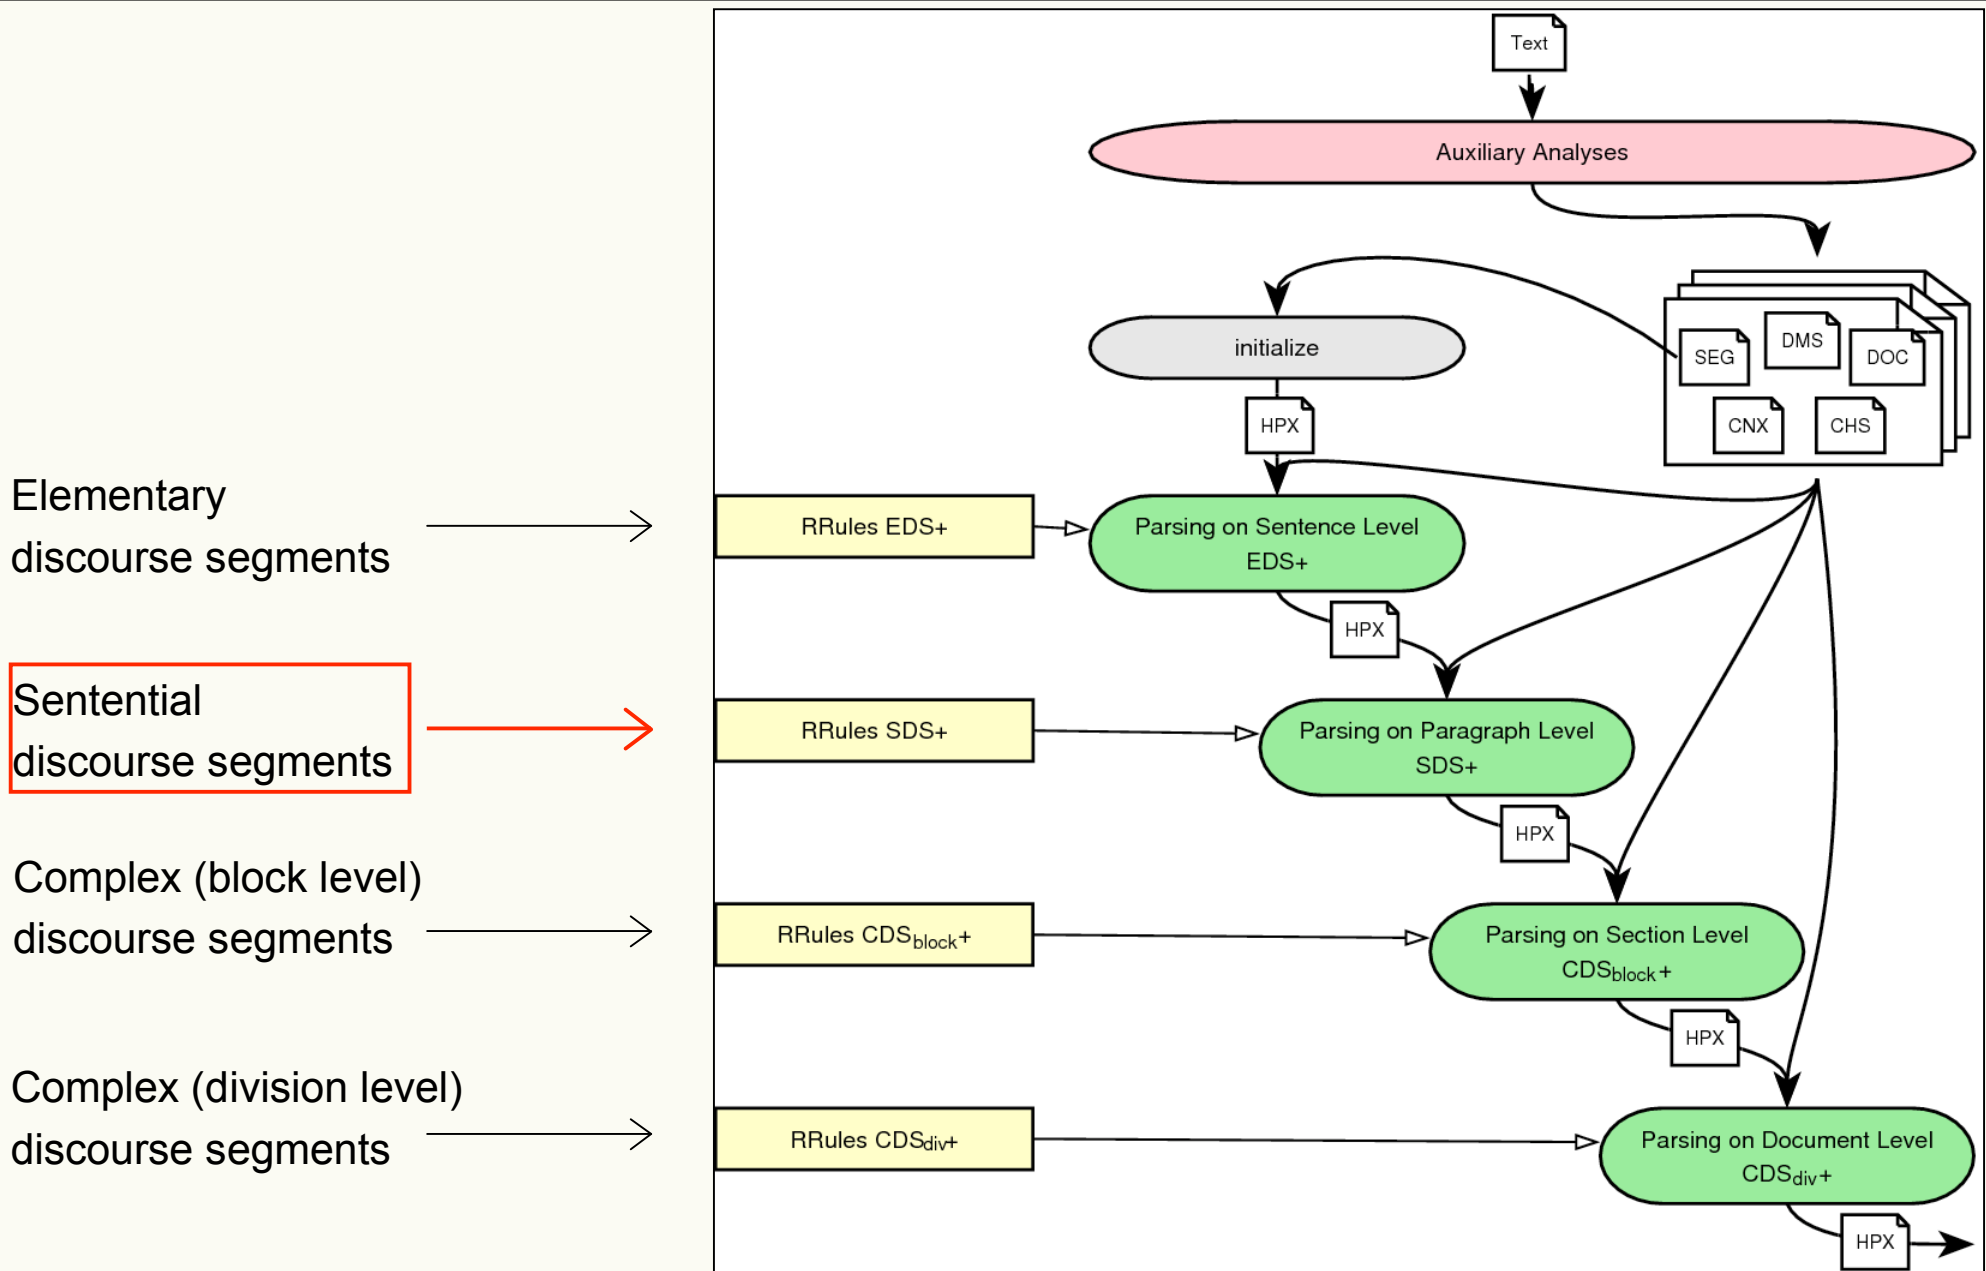 Text
Auxiliary Analyses
initialize
SEG
DMS
DOC
CNX
CHS
HPX
Elementary
discourse segments
RRules EDS+
Parsing on Sentence Level
EDS+
HPX
Sentential
discourse segments
RRules SDS+
Parsing on Paragraph Level
SDS+
HPX
Complex (block level)
discourse segments
RRules CDSblock+
Parsing on Section Level
CDSblock+
HPX
Complex (division level)
discourse segments
RRules CDSdiv+
Parsing on Document Level
CDSdiv+
HPX